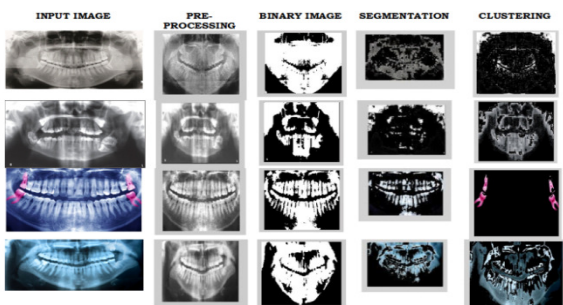 INPUT IMAGE
PRE-
PROCESSING
BINARY IMAGE
SEGMENTATION
CLUSTERING